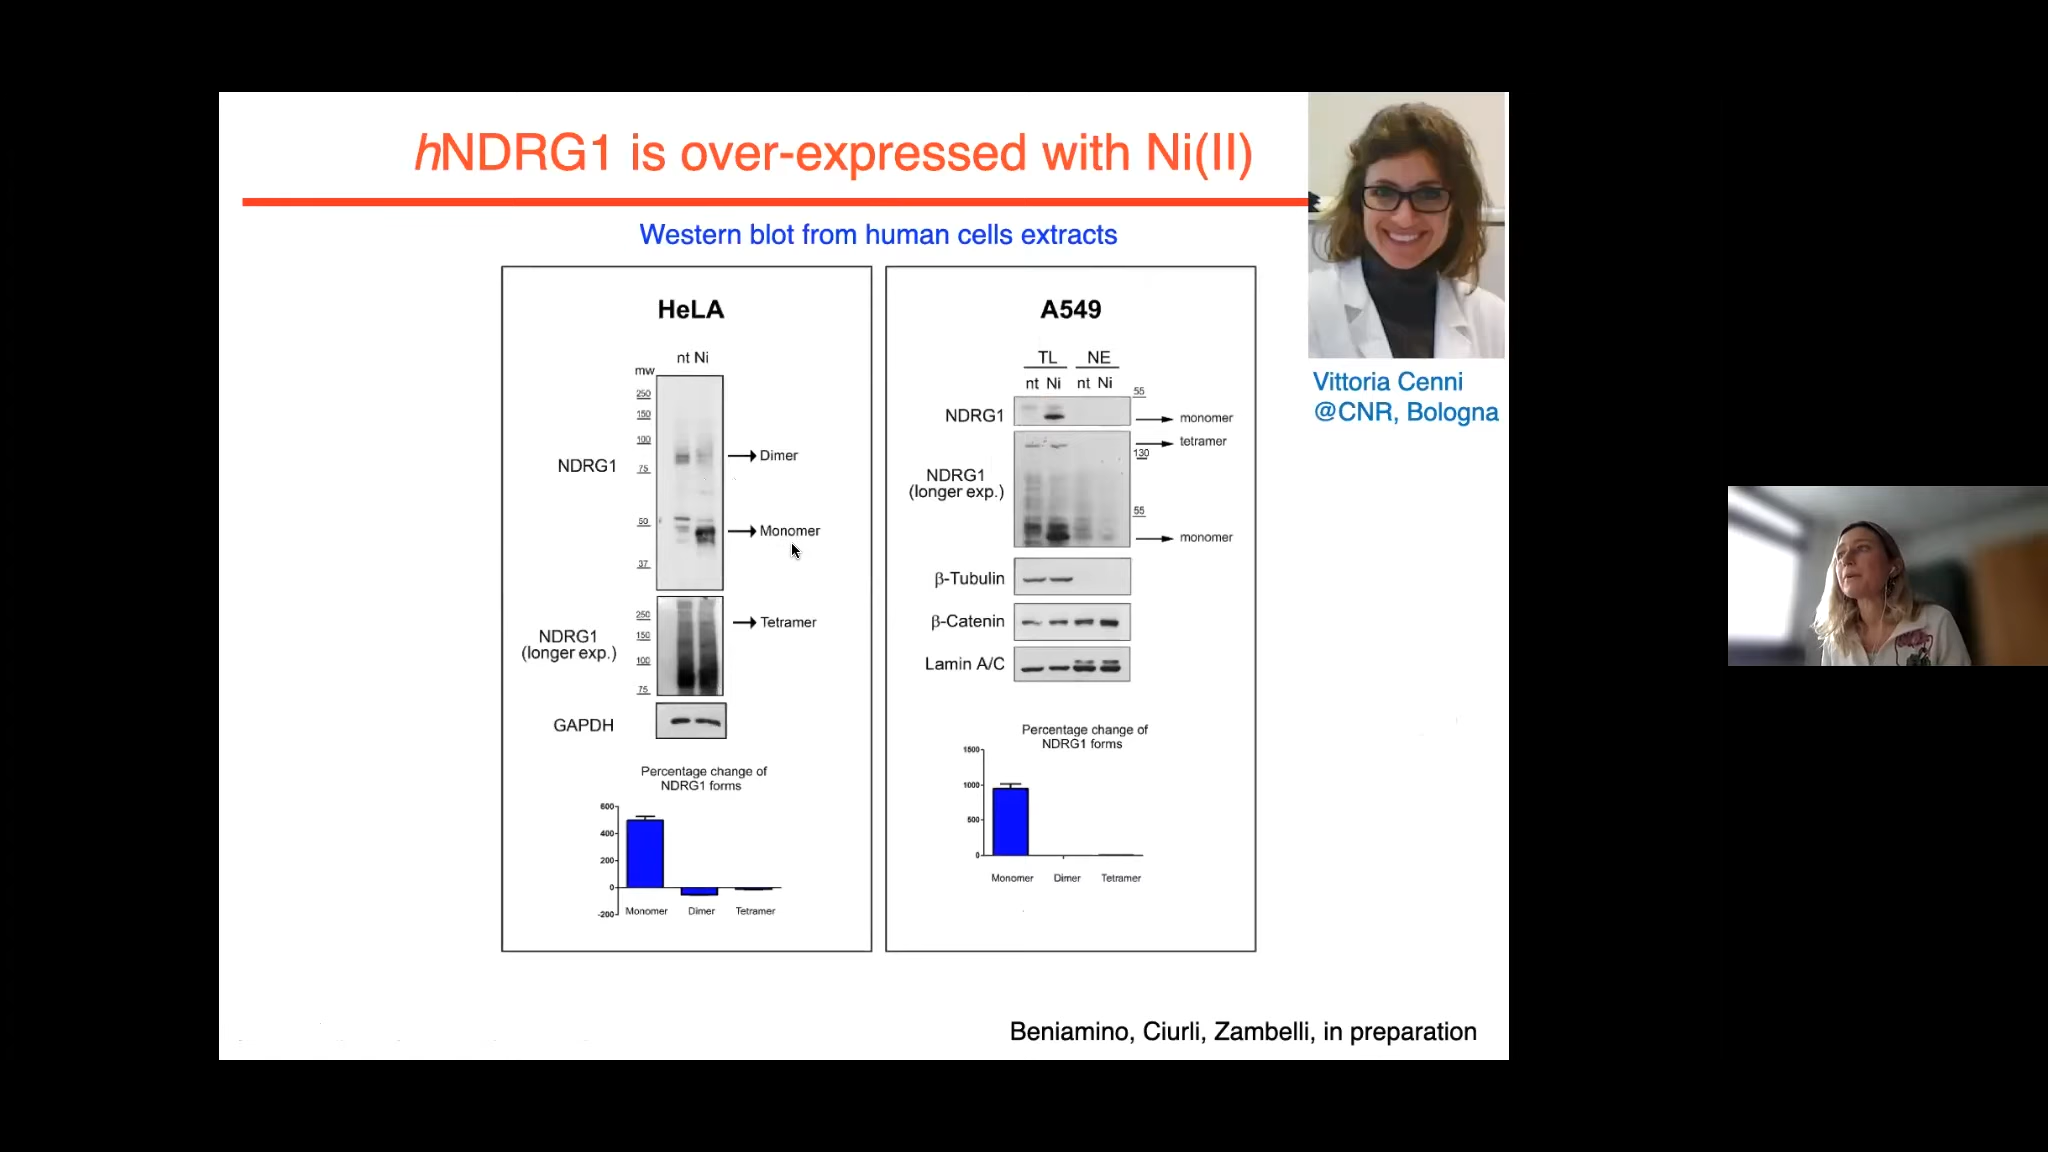 hNDRG1 is over-expressed with Ni(II)
Western blot from human cells extracts
Vittoria Cenni
@CNR, Bologna
HeLA
nt Ni
mw
250
150
100
75
50
37
NDRG1
Dimer
Monomer
NDRG1
(longer exp.)
250
150
100
75
Tetramer
GAPDH
Percentage change of
NDRG1 forms
600
400
200
0
-200
Monomer Dimer Tetramer
A549
TL NE
nt Ni nt Ni
55
NDRG1
monomer
tetramer
130
NDRG1
(longer exp.)
55
monomer
β-Tubulin
β-Catenin
Lamin A/C
Percentage change of
NDRG1 forms
1500
1000
500
0
Monomer Dimer Tetramer
Beniamino, Ciurli, Zambelli, in preparation